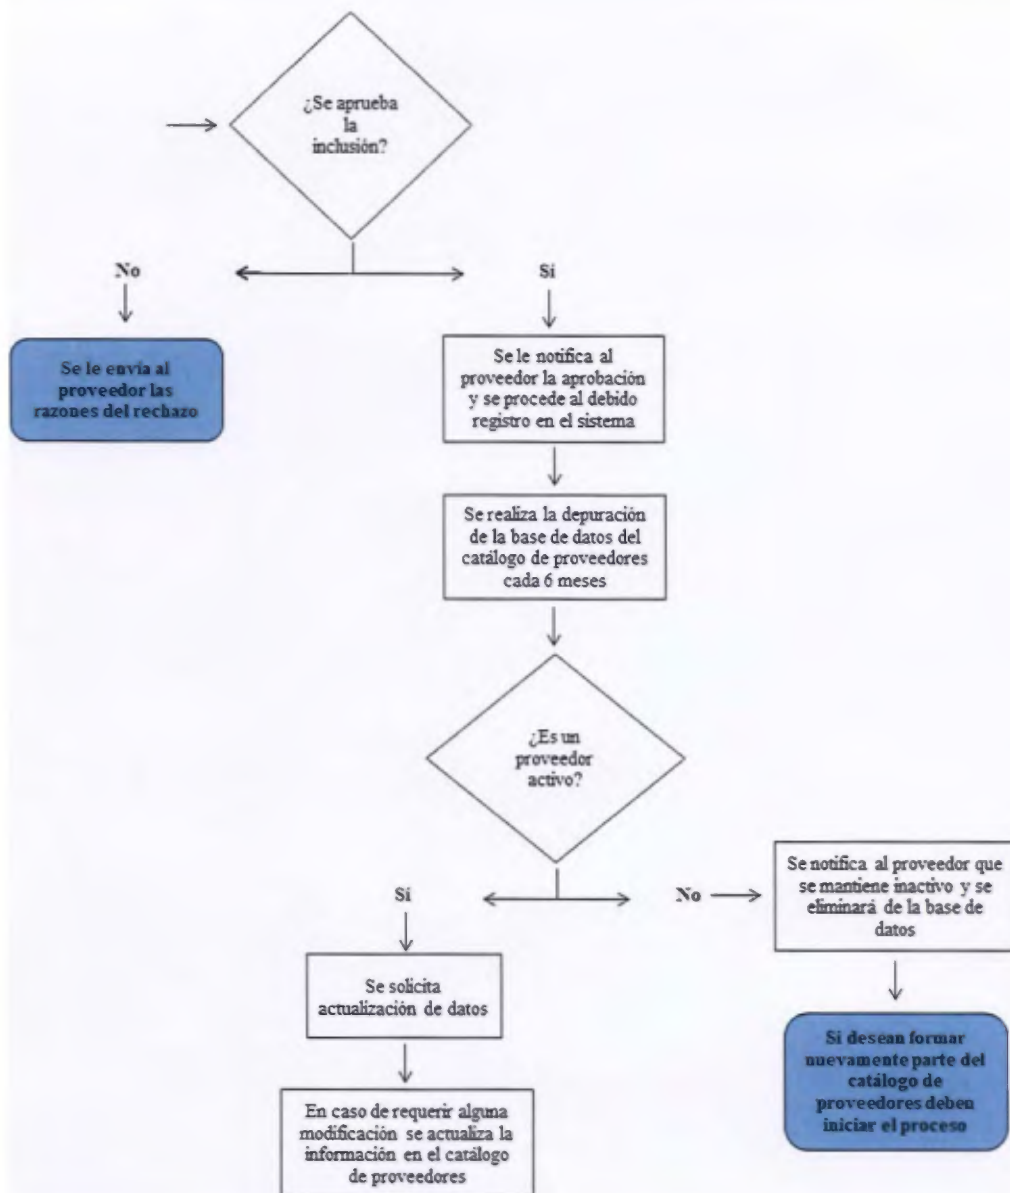 ¿Se aprueba
la
inclusión?
No
Sí
Se le envía al
proveedor las
razones del rechazo
Se le notifica al
proveedor la aprobación
y se procede al debido
registro en el sistema
Se realiza la depuración
de la base de datos del
catálogo de proveedores
cada 6 meses
¿Es un
proveedor
activo?
Sí
No
Se notifica al proveedor que
se mantiene inactivo y se
eliminará de la base de
datos
Se solicita
actualización de datos
Si desean formar
nuevamente parte del
catálogo de
proveedores deben
iniciar el proceso
En caso de requerir alguna
modificación se actualiza la
información en el catálogo
de proveedores